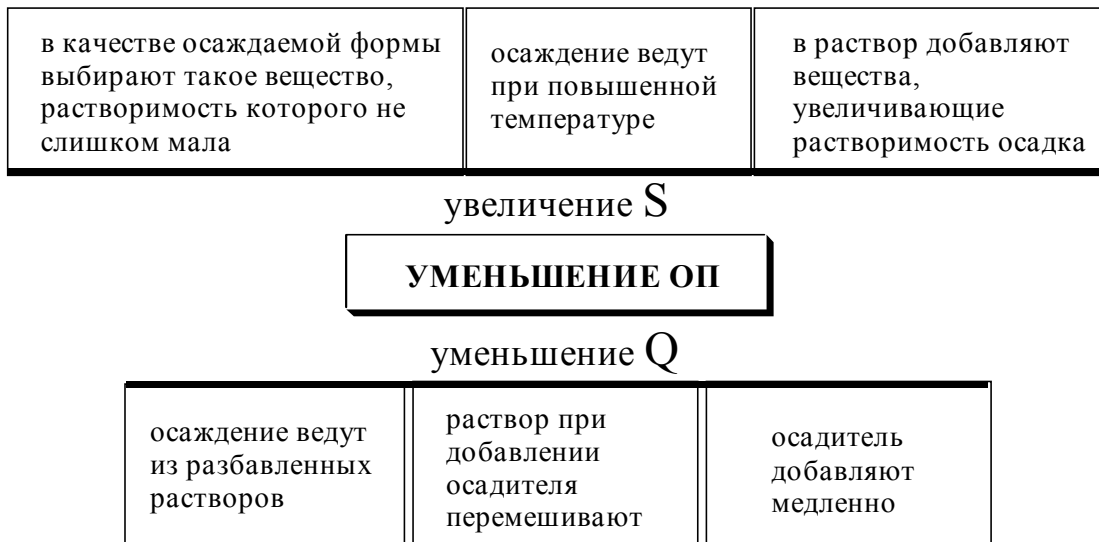 в качестве осаждаемой формы
выбирают такое вещество,
растворимость которого не
слишком мала
осаждение ведут
при повышенной
температуре
в раствор добавляют
вещества,
увеличивающие
растворимость осадка
увеличение S
УМЕНЬШЕНИЕ ОП
уменьшение Q
осаждение ведут
из разбавленных
растворов
раствор при
добавлении
осадителя
перемешивают
осадитель
добавляют
медленно